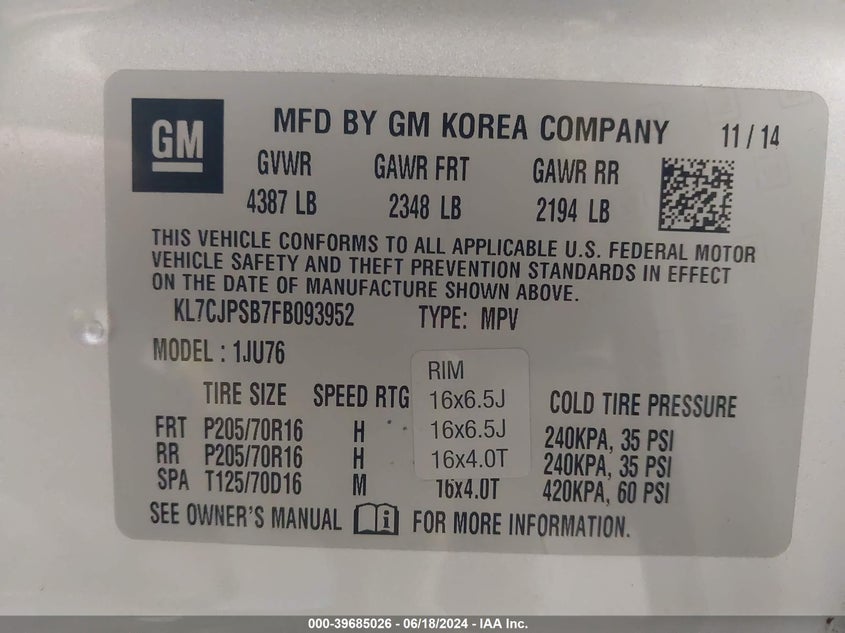 GM
MFD BY GM KOREA COMPANY 11 / 14
GVWR GAWR FRT GAWR RR
4387 LB 2348 LB 2194 LB
THIS VEHICLE CONFORMS TO ALL APPLICABLE U.S. FEDERAL MOTOR
VEHICLE SAFETY AND THEFT PREVENTION STANDARDS IN EFFECT
ON THE DATE OF MANUFACTURE SHOWN ABOVE.
KL7CJPSB7FB093952 TYPE: MPV
MODEL : 1JU76
TIRE SIZE SPEED RTG RIM COLD TIRE PRESSURE
16x6.5J
FRT P205/70R16 H 16x6.5J 240KPA, 35 PSI
RR P205/70R16 H 16x4.0T 240KPA, 35 PSI
SPA T125/70D16 M 16x4.0T 420KPA, 60 PSI
SEE OWNER'S MANUAL i FOR MORE INFORMATION.
000-39685026 - 06/18/2024 - IAA Inc.